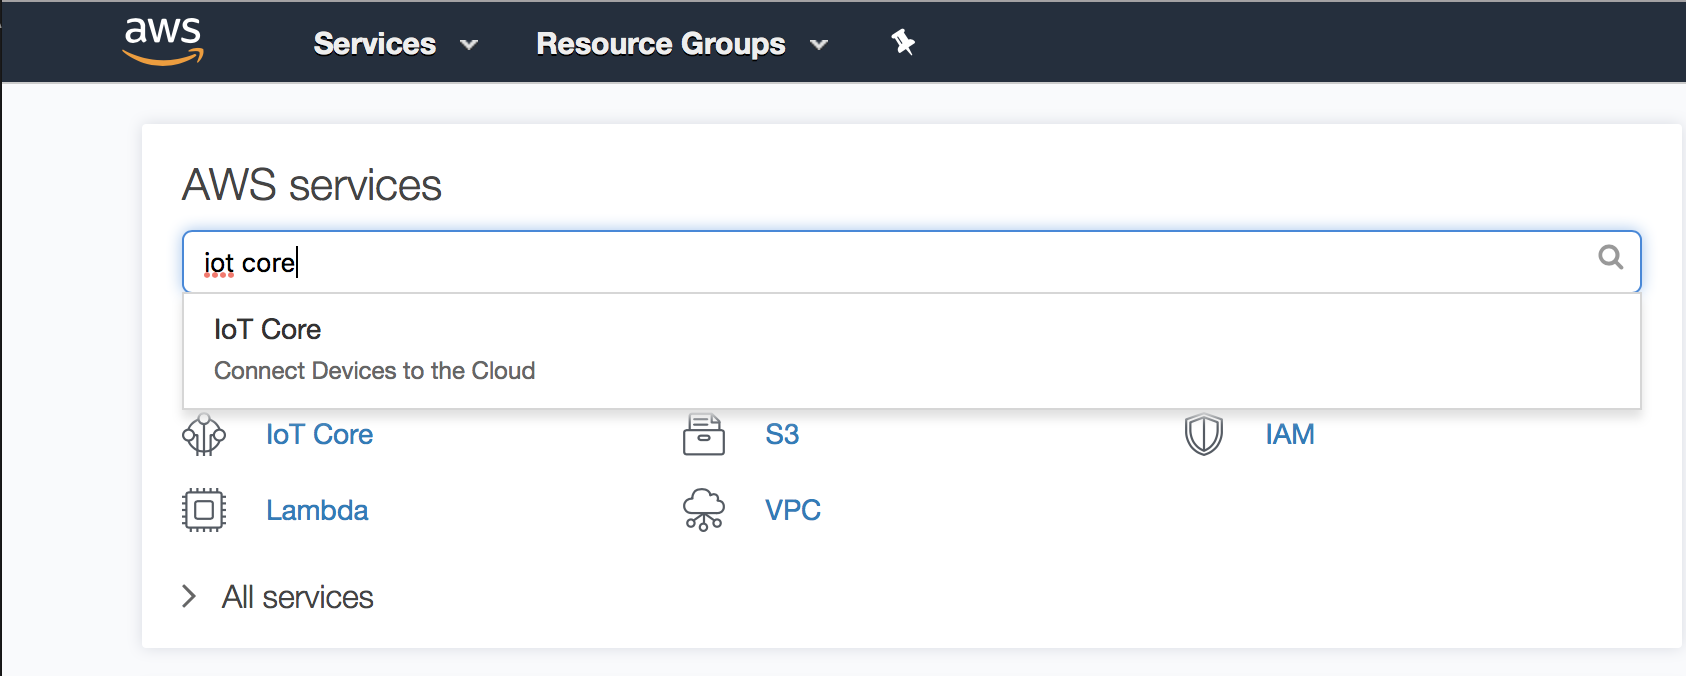 aws Services Resource Groups
AWS services
iot core
IoT Core
Connect Devices to the Cloud
IoT Core S3 IAM
Lambda VPC
All services